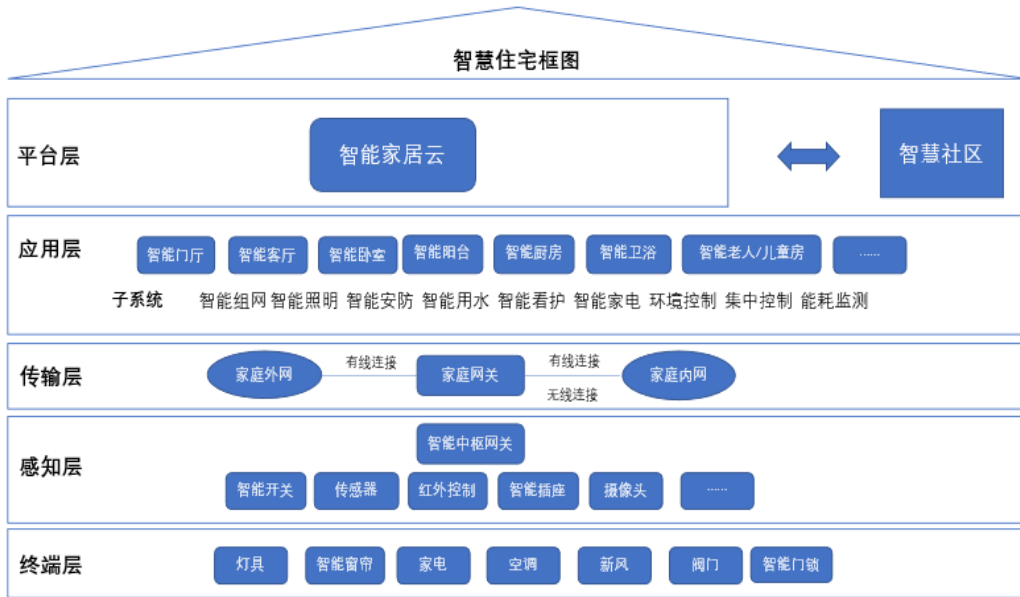 智慧住宅框图
平台层
智能家居云
智慧社区
应用层
智能门厅 智能客厅 智能卧室 智能阳台 智能厨房 智能卫浴 智能老人/儿童房 ……
子系统 智能组网 智能照明 智能安防 智能用水 智能看护 智能家电 环境控制 集中控制 能耗监测
传输层
家庭外网 有线连接 家庭网关 有线连接 家庭内网
无线连接
感知层
智能中枢网关
智能开关 传感器 红外控制 智能插座 摄像头 ……
终端层
灯具 智能窗帘 家电 空调 新风 阀门 智能门锁